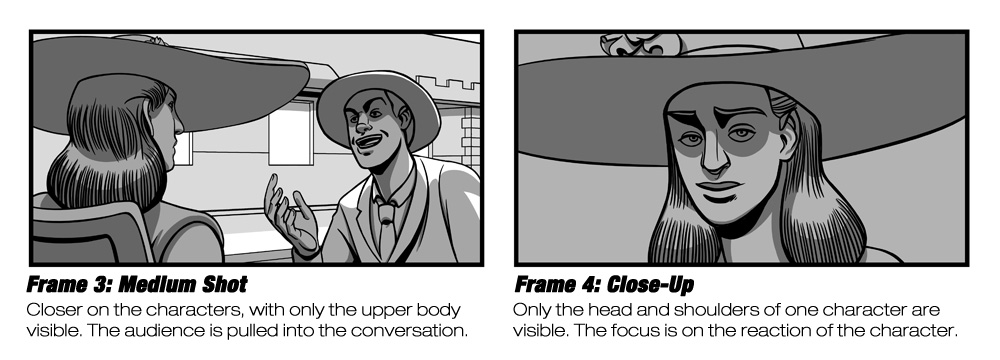 Frame 3: Medium Shot
Closer on the characters, with only the upper body
visible. The audience is pulled into the conversation.
Frame 4: Close-Up
Only the head and shoulders of one character are
visible. The focus is on the reaction of the character.